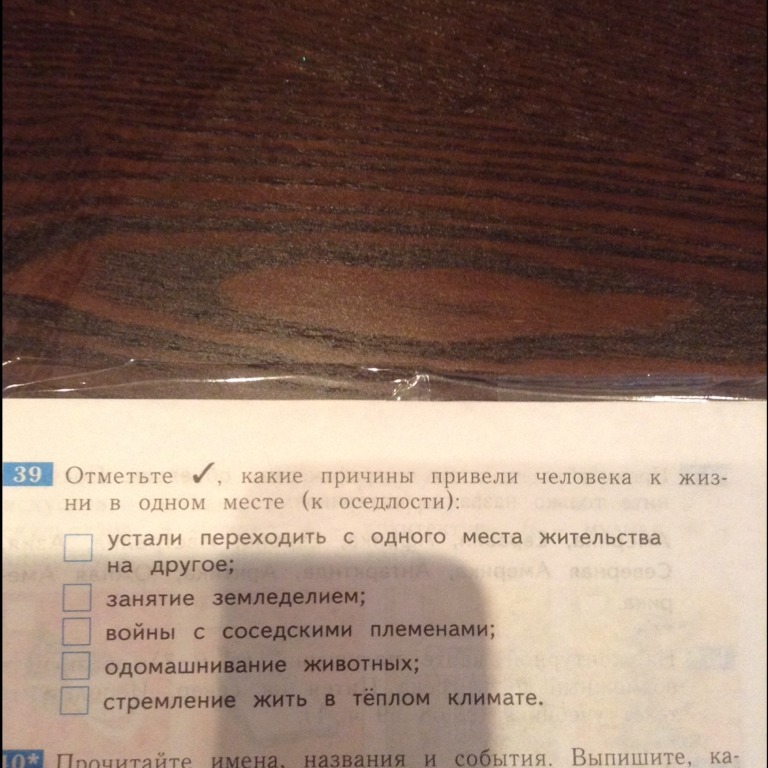 39 Отметьте ✓, какие причины привели человека к жиз-
ни в одном месте (к оседлости):
устали переходить с одного места жительства
на другое;
занятие земледелием;
войны с соседскими племенами;
одомашнивание животных;
стремление жить в тёплом климате.
40* Прочитайте имена, названия и события. Выпишите, ка-